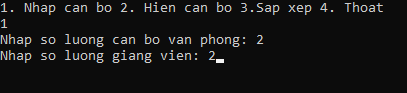 1. Nhap can bo 2. Hien can bo 3.Sap xep 4. Thoat
1
Nhap so luong can bo van phong: 2
Nhap so luong giang vien: 2